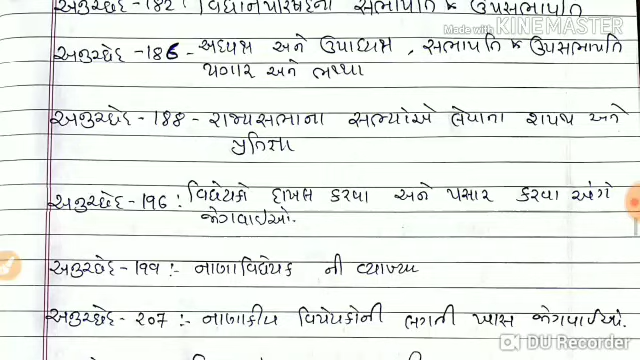 અનુચ્છેદ-182: વિધાનપરિષદના સભાપતિ ઉપસભાપતિ
Made With
KINEMASTER
અનુચ્છેદ-186 - અધ્યક્ષ અને ઉપાધ્યક્ષ, સભાપતિ ઉપસભાપતિ
પગાર અને ભથ્થા
અનુચ્છેદ-188- રાજ્યસભાના સભ્યોએ લેવાના શપથ અને
પ્રતિજ્ઞા
અનુચ્છેદ-196: વિધેયકો દાખલ કરવા અને પસાર કરવા અંગે
જોગવાઈઓ.
અનુચ્છેદ-૧૯૧:- નાણાવિધેયક ની વ્યાખ્યા
અનુચ્છેદ-૨૦7:- નાણાકીય વિધેયકોની લગતી ખાસ જોગવાઈઓ.
DU Recorder